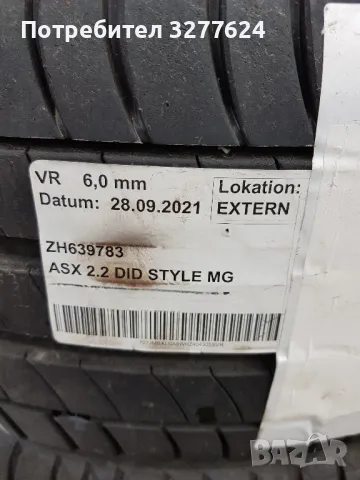 Потребител 3277624
VR 6,0 mm
Datum: 28.09.2021
Lokation:
EXTERN
ZH639783
ASX 2.2 DID STYLE MG
BAZAR